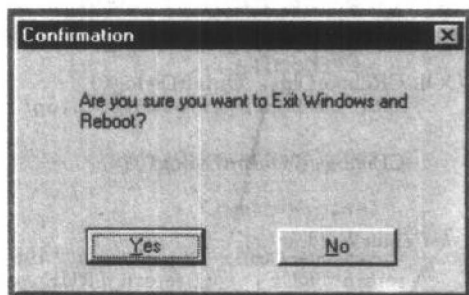 Confirmation
Are you sure you want to Exit Windows and
Reboot?
Yes
No